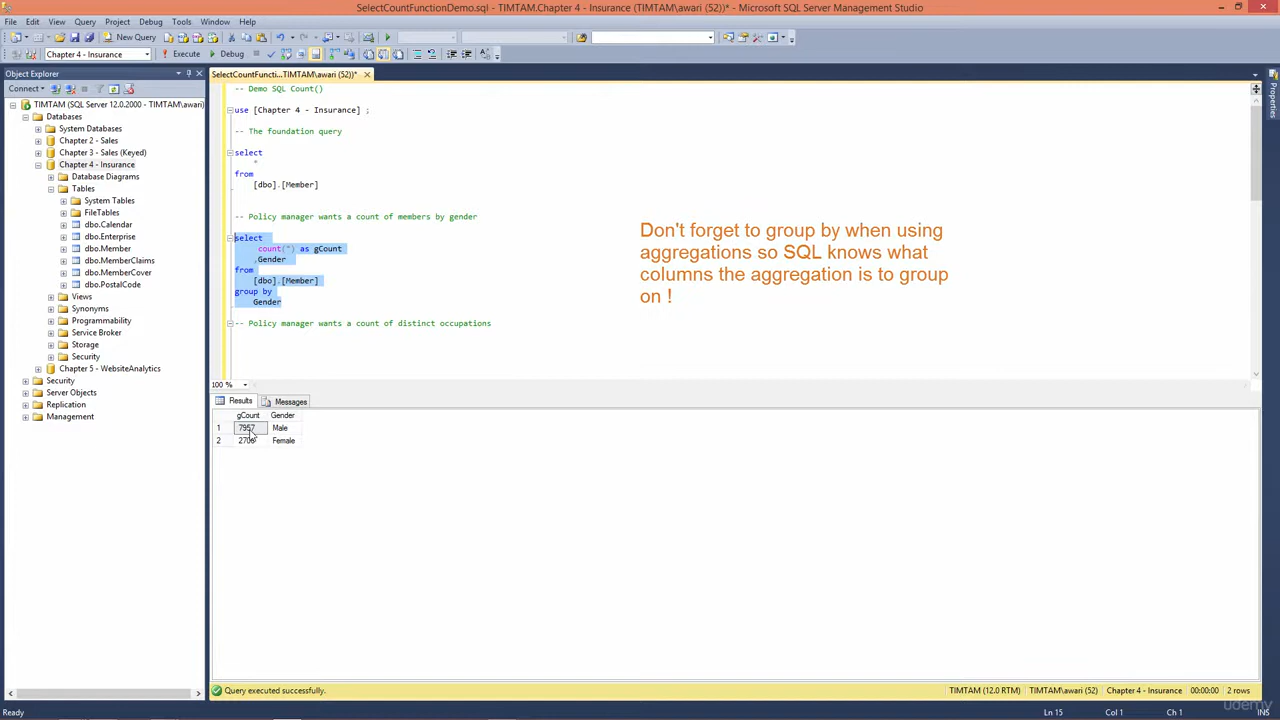 SelectCountFunctionDemo.sql - TIMTAM.Chapter 4 - Insurance (TIMTAM\awari (52))* - Microsoft SQL Server Management Studio
File Edit View Query Project Debug Tools Window Help
New Query
Chapter 4 - Insurance Execute Debug
Object Explorer
Connect
TIMTAM (SQL Server 12.0.2000 - TIMTAM\awari)
Databases
System Databases
Chapter 2 - Sales
Chapter 3 - Sales (Keyed)
Chapter 4 - Insurance
Database Diagrams
Tables
System Tables
FileTables
dbo.Calendar
dbo.Enterprise
dbo.Member
dbo.MemberClaims
dbo.MemberCover
dbo.PostalCode
Views
Synonyms
Programmability
Service Broker
Storage
Security
Chapter 5 - WebsiteAnalytics
Security
Server Objects
Replication
Management
SelectCountFuncti...TIMTAM\awari (52))*
-- Demo SQL Count()
use [Chapter 4 - Insurance] ;
-- The foundation query
select
*
from
[dbo].[Member]
-- Policy manager wants a count of members by gender
select
count(*) as gCount
,Gender
from
[dbo].[Member]
group by
Gender
-- Policy manager wants a count of distinct occupations
Don't forget to group by when using
aggregations so SQL knows what
columns the aggregation is to group
on !
Properties
100 %
Results Messages
gCount Gender
1 7957 Male
2 Female
Query executed successfully.
TIMTAM (12.0 RTM) TIMTAM\awari (52) Chapter 4 - Insurance 00:00:00 2 rows
Ready
Ln 15 Col 1 Ch 1 INS
udemy